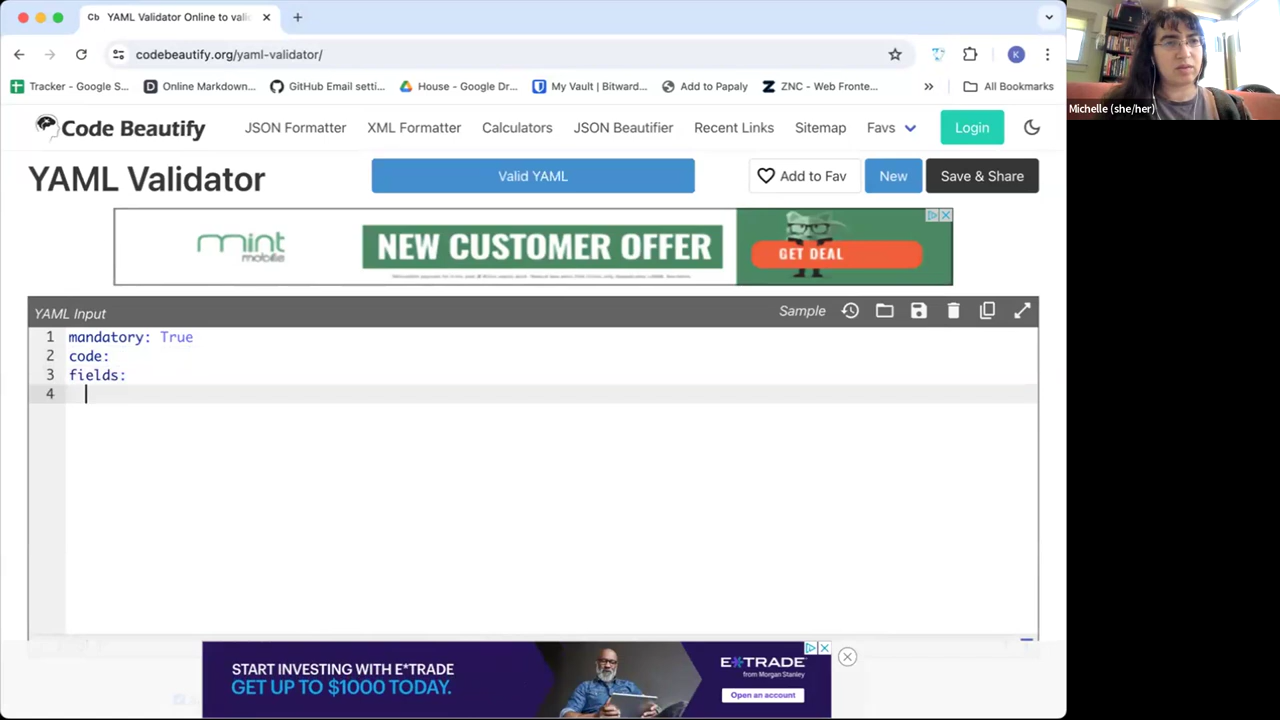 Cb YAML Validator Online to vali
codebeautify.org/yaml-validator/
K
Tracker - Google S...
Online Markdown...
GitHub Email setti...
House - Google Dr...
My Vault | Bitward...
Add to Papaly
ZNC - Web Fronte...
»
All Bookmarks
Michelle (she/her)
Code Beautify
JSON Formatter
XML Formatter
Calculators
JSON Beautifier
Recent Links
Sitemap
Favs
Login
YAML Validator
Valid YAML
Add to Fav
New
Save & Share
mint
mobile
NEW CUSTOMER OFFER
GET DEAL
YAML Input
Sample
1 mandatory: True
2 code:
3 fields:
4
START INVESTING WITH E*TRADE
GET UP TO $1000 TODAY.
E*TRADE
from Morgan Stanley
Open an account